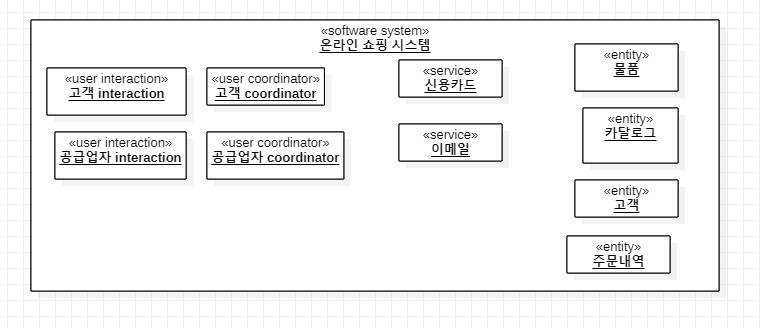 «software system»
온라인 쇼핑 시스템
«user interaction»
고객 interaction
«user coordinator»
고객 coordinator
«service»
신용카드
«entity»
물품
«user interaction»
공급업자 interaction
«user coordinator»
공급업자 coordinator
«service»
이메일
«entity»
카달로그
«entity»
고객
«entity»
주문내역